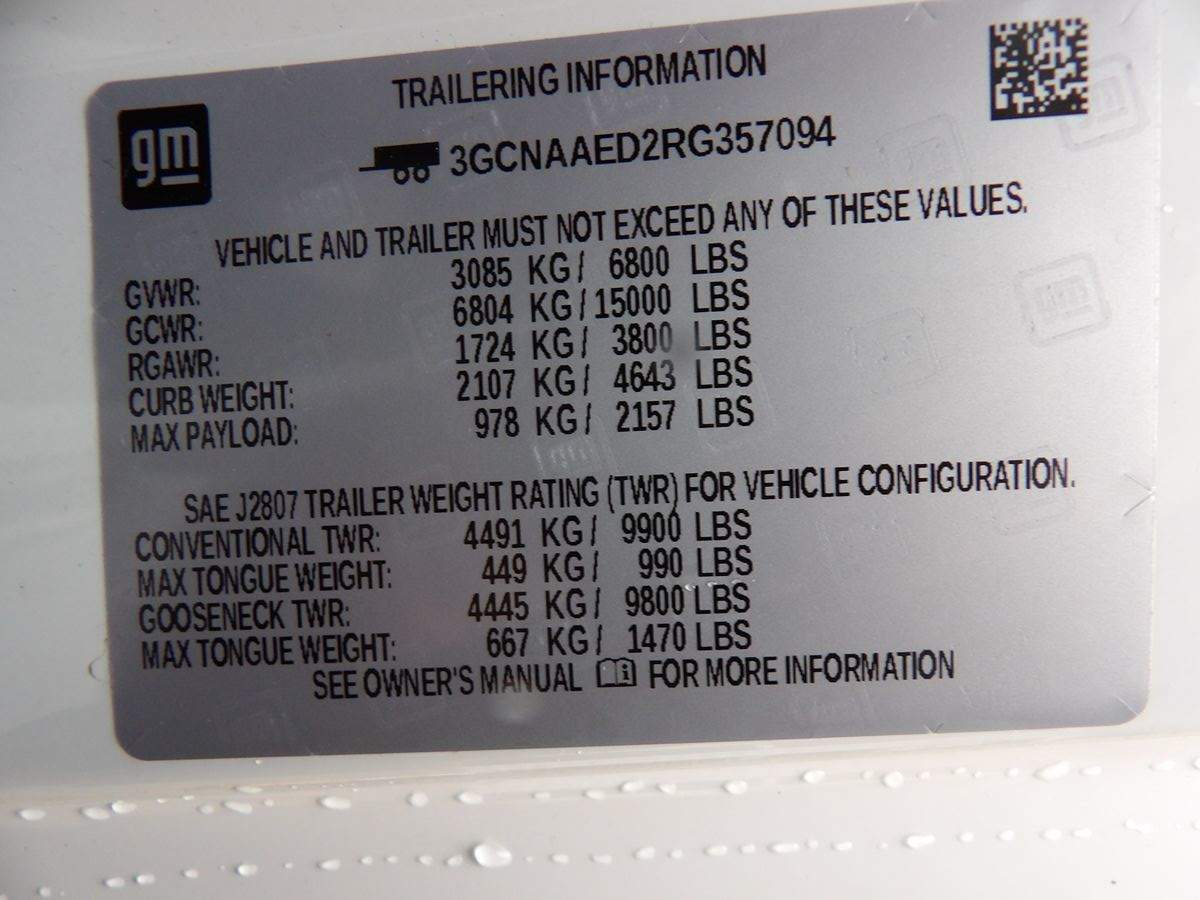 TRAILERING INFORMATION
gm
3GCNAAED2RG357094
VEHICLE AND TRAILER MUST NOT EXCEED ANY OF THESE VALUES.
GVWR: 3085 KG/ 6800 LBS
GCWR: 6804 KG/15000 LBS
RGAWR: 1724 KG/ 3800 LBS
CURB WEIGHT: 2107 KG/ 4643 LBS
MAX PAYLOAD: 978 KG/ 2157 LBS
SAE J2807 TRAILER WEIGHT RATING (TWR) FOR VEHICLE CONFIGURATION.
CONVENTIONAL TWR: 4491 KG/ 9900 LBS
MAX TONGUE WEIGHT: 449 KG/ 990 LBS
GOOSENECK TWR: 4445 KG/ 9800 LBS
MAX TONGUE WEIGHT: 667 KG/ 1470 LBS
SEE OWNER'S MANUAL FOR MORE INFORMATION